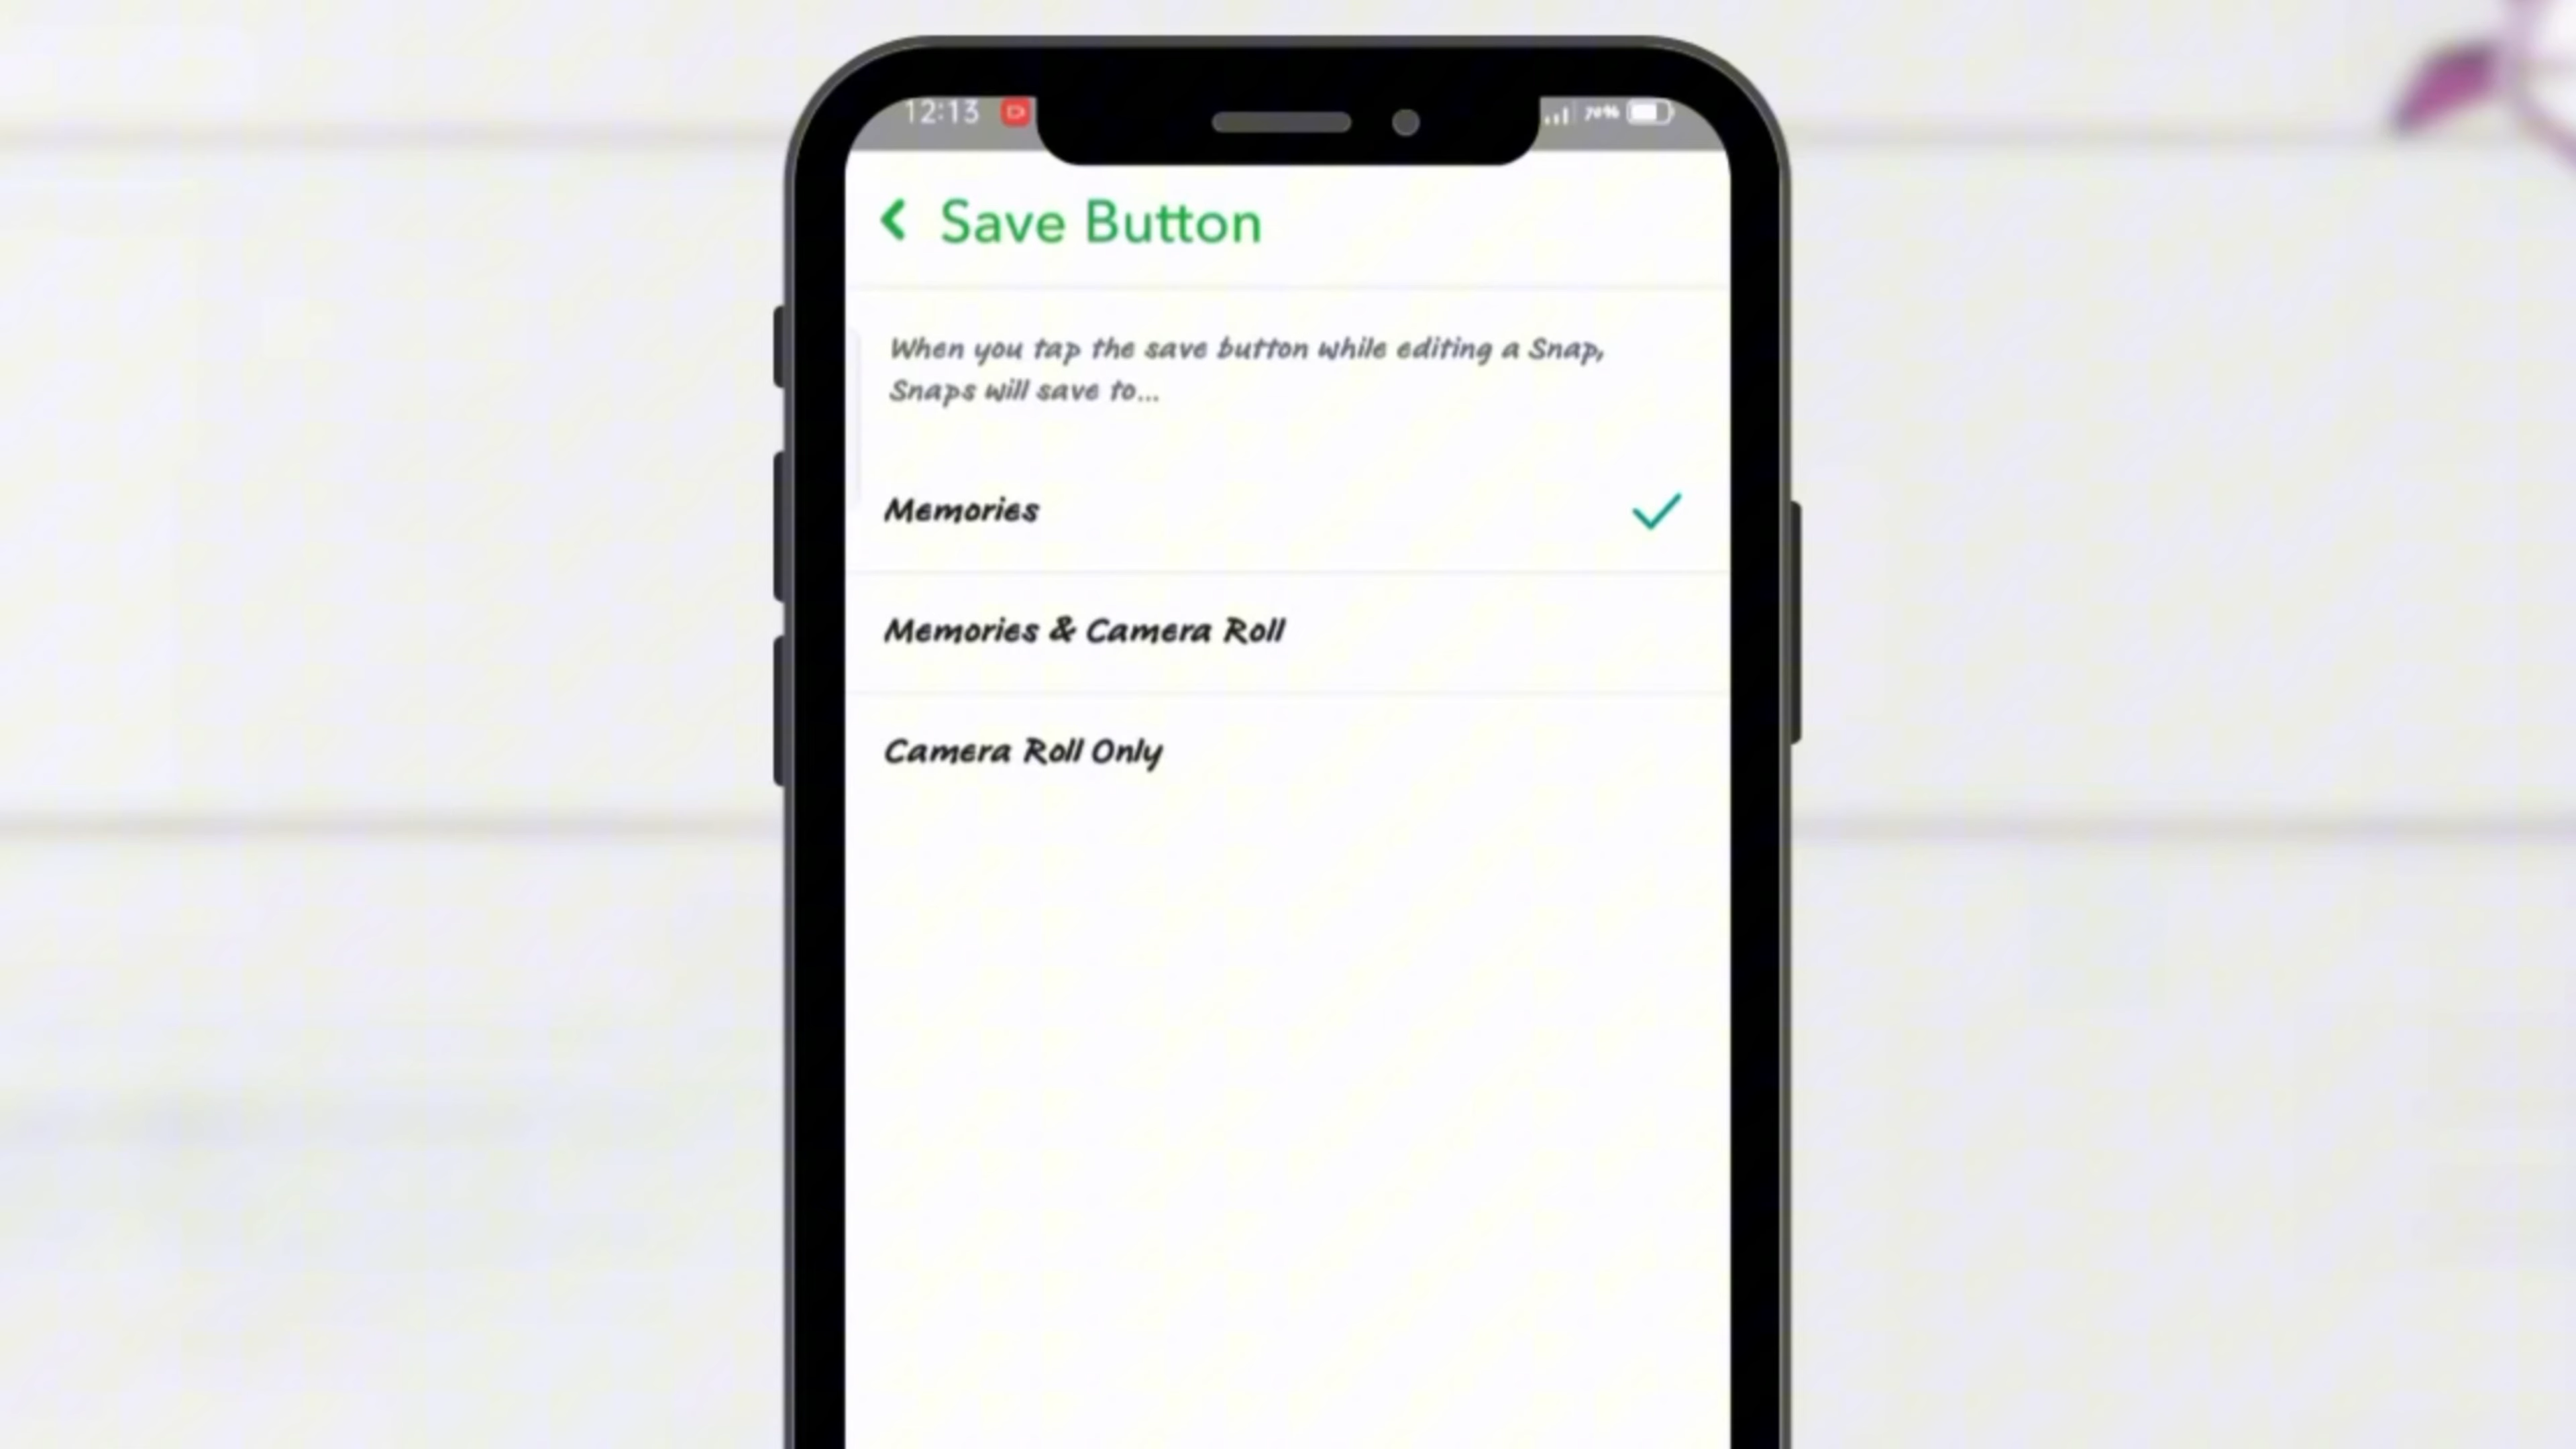 12:13 70%
Save Button
When you tap the save button while editing a Snap,
Snaps will save to...
Memories
Memories & Camera Roll
Camera Roll Only